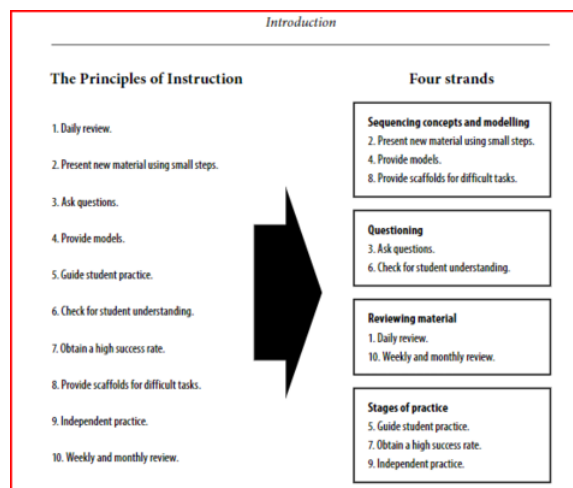 Introduction
The Principles of Instruction
1. Daily review.
2. Present new material using small steps.
3. Ask questions.
4. Provide models.
5. Guide student practice.
6. Check for student understanding.
7. Obtain a high success rate.
8. Provide scaffolds for difficult tasks.
9. Independent practice.
10. Weekly and monthly review.
Four strands
Sequencing concepts and modelling
2. Present new material using small steps.
4. Provide models.
8. Provide scaffolds for difficult tasks.
Questioning
3. Ask questions.
6. Check for student understanding.
Reviewing material
1. Daily review.
10. Weekly and monthly review.
Stages of practice
5. Guide student practice.
7. Obtain a high success rate.
9. Independent practice.